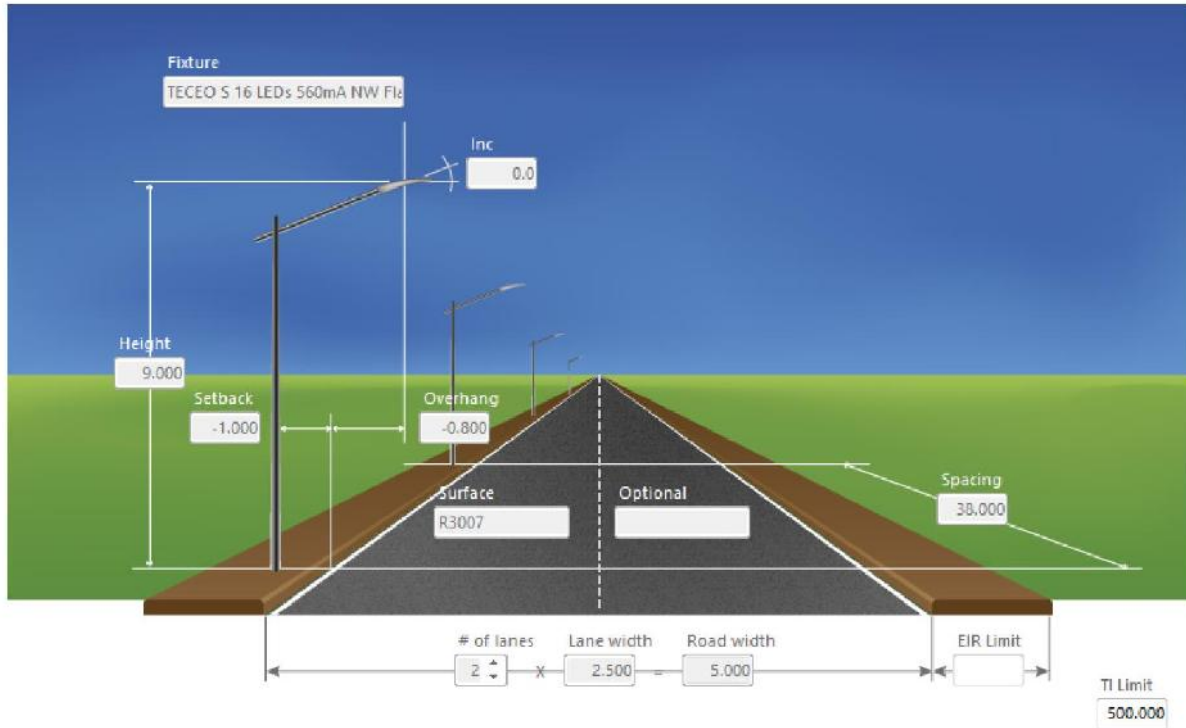 Fixture
TECEO S 16 LEDs 560mA NW Fla
Inc
0.0
Height
9.000
Setback
-1.000
Overhang
-0.800
Spacing
38.000
Surface
R3007
Optional
# of lanes
Lane width
Road width
EIR Limit
2 x 2.500 = 5.000
TI Limit
500.000